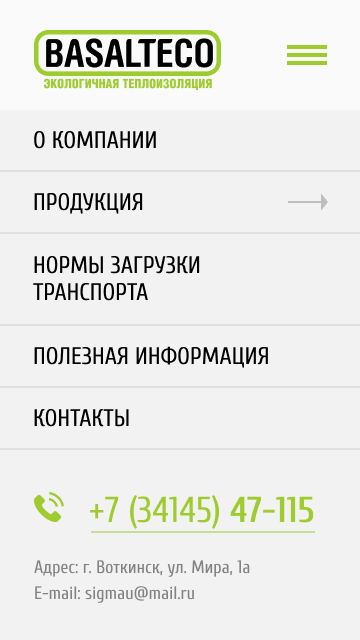 BASALTECO
ЭКОЛОГИЧНАЯ ТЕПЛОИЗОЛЯЦИЯ
О КОМПАНИИ
ПРОДУКЦИЯ
НОРМЫ ЗАГРУЗКИ
ТРАНСПОРТА
ПОЛЕЗНАЯ ИНФОРМАЦИЯ
КОНТАКТЫ
+7 (34145) 47-115
Адрес: г. Воткинск, ул. Мира, 1а
E-mail: sigmau@mail.ru